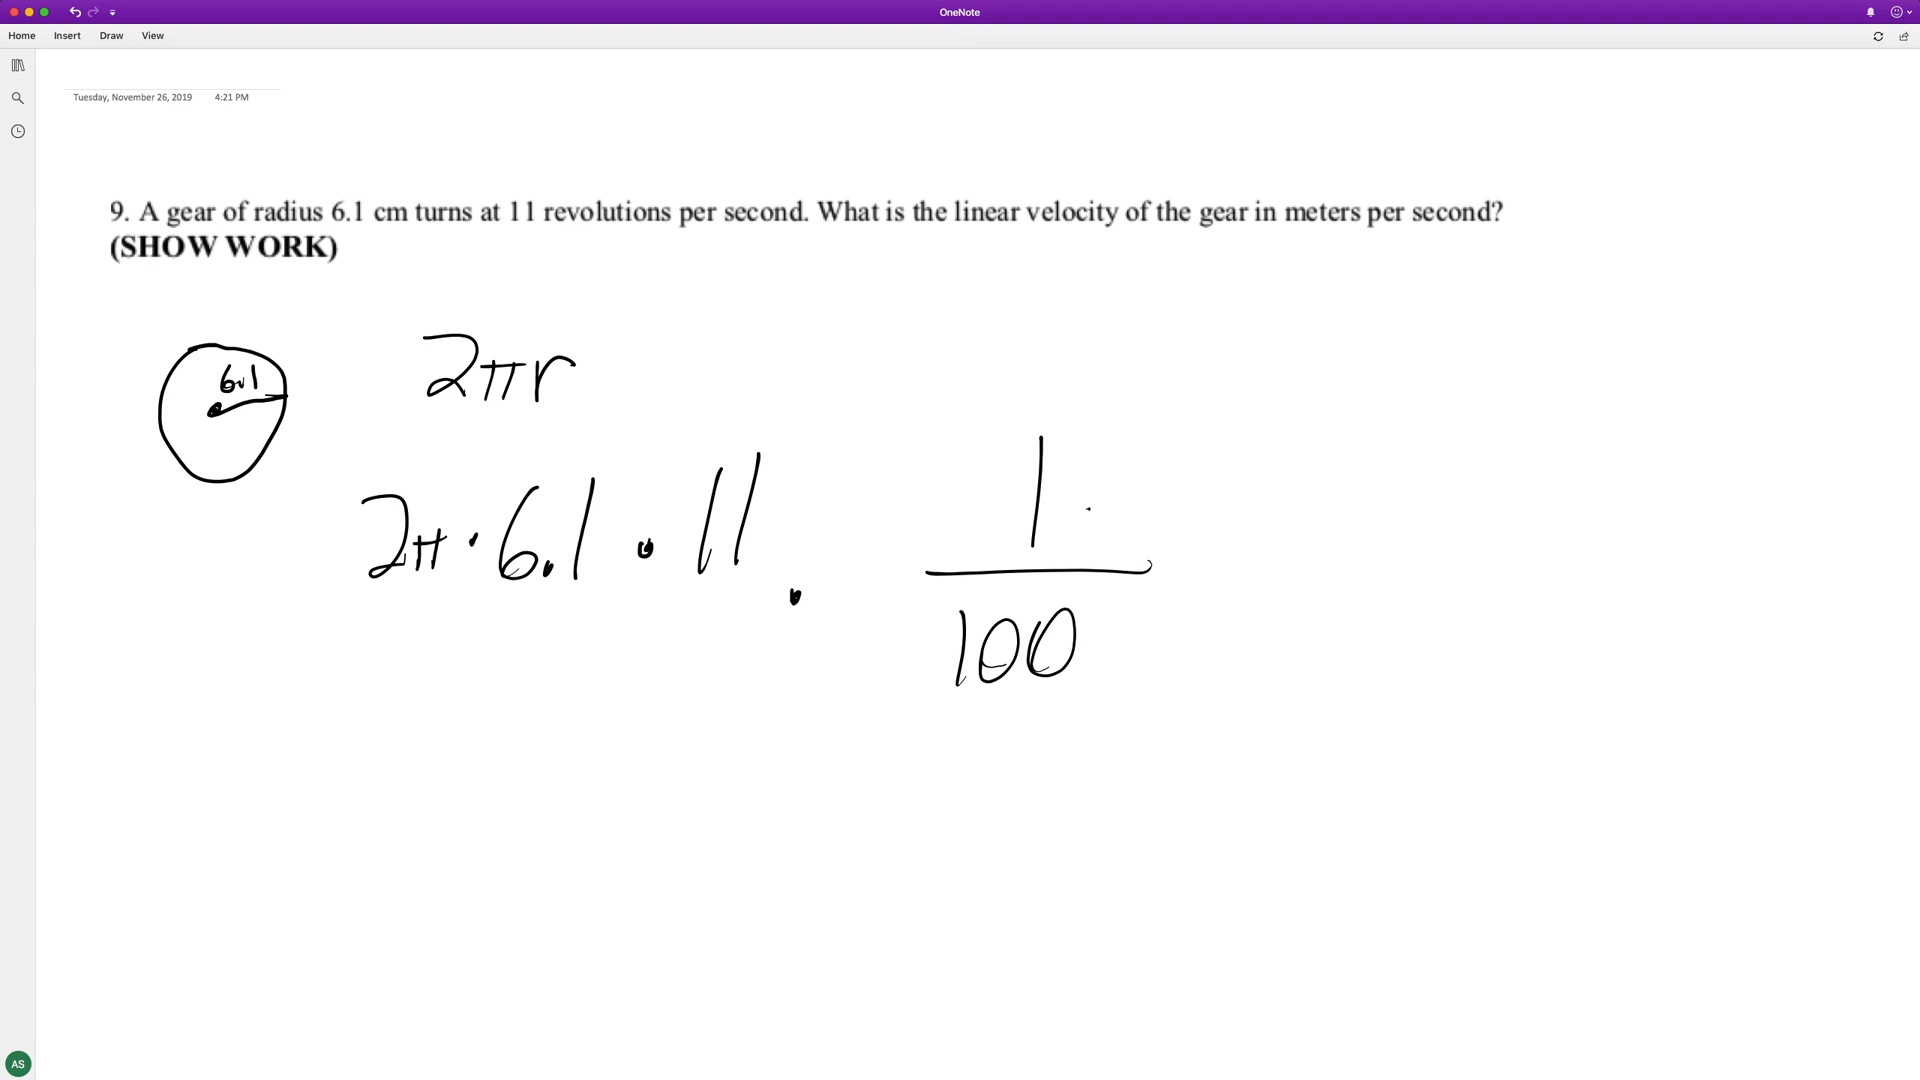 OneNote
Home Insert Draw View
Tuesday, November 26, 2019 4:21 PM
9. A gear of radius 6.1 cm turns at 11 revolutions per second. What is the linear velocity of the gear in meters per second?
(SHOW WORK)
6.1
2πr
2π · 6.1 · 11 · 1/100
AS